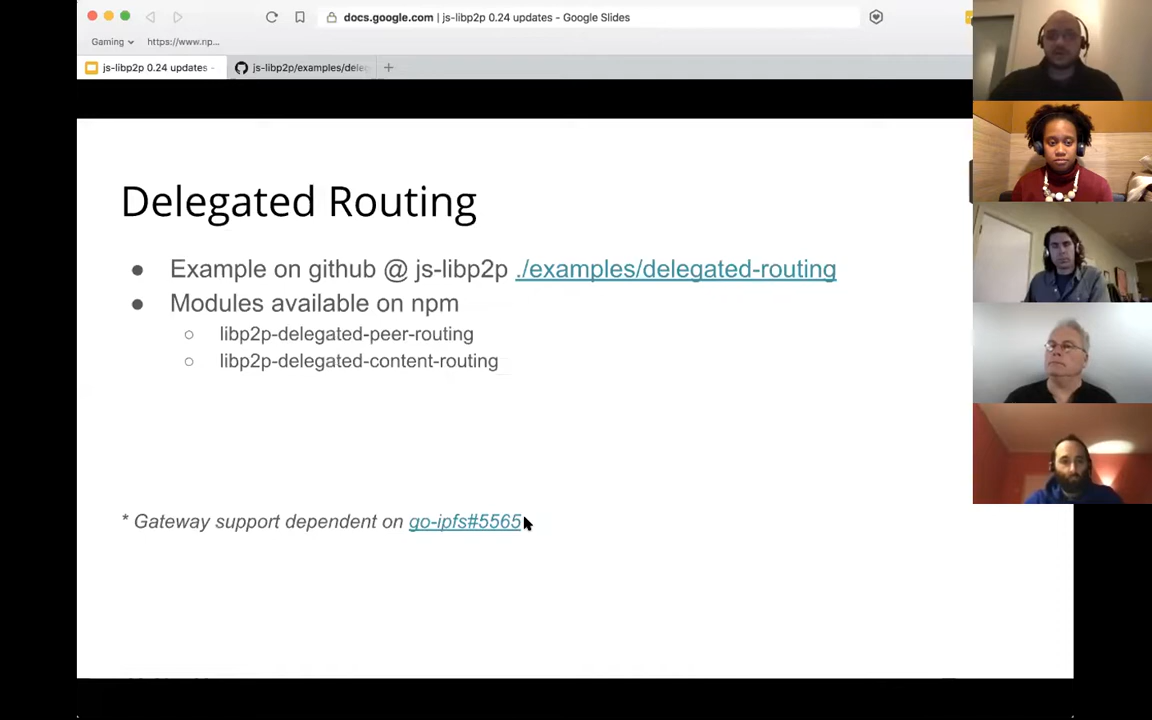 docs.google.com | js-libp2p 0.24 updates - Google Slides
Gaming https://www.np...
js-libp2p 0.24 updates - js-libp2p/examples/dele
Delegated Routing
● Example on github @ js-libp2p ./examples/delegated-routing
● Modules available on npm
○ libp2p-delegated-peer-routing
○ libp2p-delegated-content-routing
* Gateway support dependent on go-ipfs#5565